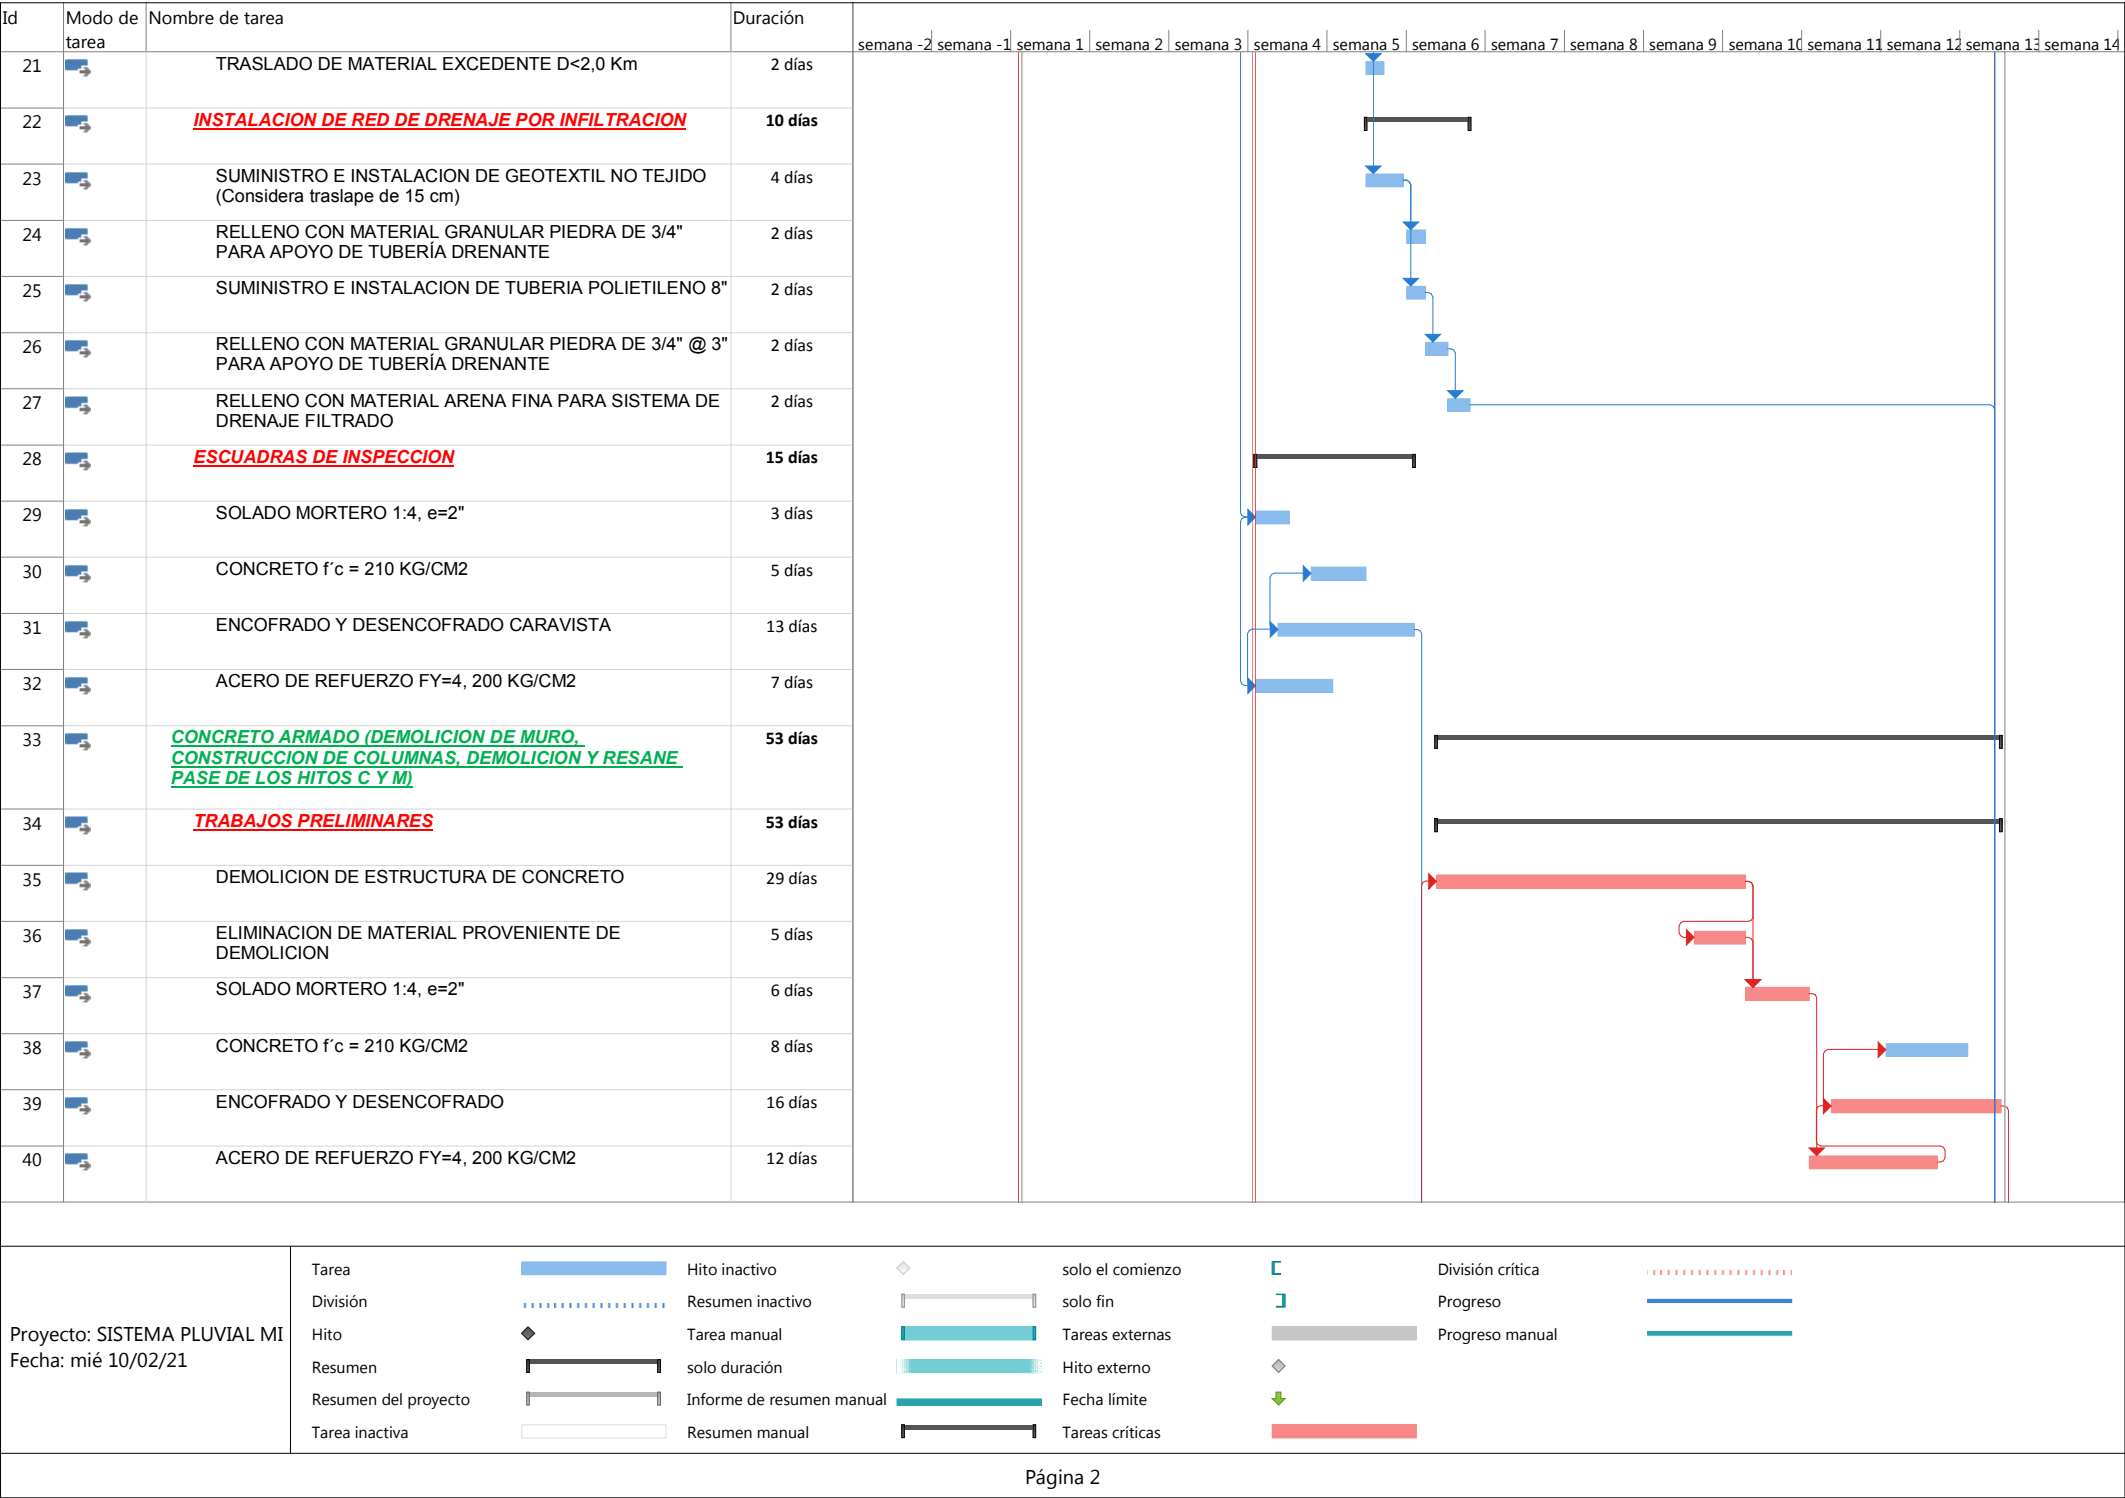 Id Modo de tarea Nombre de tarea Duración
semana -2 semana -1 semana 1 semana 2 semana 3 semana 4 semana 5 semana 6 semana 7 semana 8 semana 9 semana 10 semana 11 semana 12 semana 13 semana 14
21 TRASLADO DE MATERIAL EXCEDENTE D<2,0 Km 2 días
22 INSTALACION DE RED DE DRENAJE POR INFILTRACION 10 días
23 SUMINISTRO E INSTALACION DE GEOTEXTIL NO TEJIDO 4 días
(Considera traslape de 15 cm)
24 RELLENO CON MATERIAL GRANULAR PIEDRA DE 3/4" 2 días
PARA APOYO DE TUBERÍA DRENANTE
25 SUMINISTRO E INSTALACION DE TUBERIA POLIETILENO 8" 2 días
26 RELLENO CON MATERIAL GRANULAR PIEDRA DE 3/4" @ 3" 2 días
PARA APOYO DE TUBERÍA DRENANTE
27 RELLENO CON MATERIAL ARENA FINA PARA SISTEMA DE 2 días
DRENAJE FILTRADO
28 ESCUADRAS DE INSPECCION 15 días
29 SOLADO MORTERO 1:4, e=2" 3 días
30 CONCRETO f´c = 210 KG/CM2 5 días
31 ENCOFRADO Y DESENCOFRADO CARAVISTA 13 días
32 ACERO DE REFUERZO FY=4, 200 KG/CM2 7 días
33 CONCRETO ARMADO (DEMOLICION DE MURO, 53 días
CONSTRUCCION DE COLUMNAS, DEMOLICION Y RESANE
PASE DE LOS HITOS C Y M)
34 TRABAJOS PRELIMINARES 53 días
35 DEMOLICION DE ESTRUCTURA DE CONCRETO 29 días
36 ELIMINACION DE MATERIAL PROVENIENTE DE 5 días
DEMOLICION
37 SOLADO MORTERO 1:4, e=2" 6 días
38 CONCRETO f´c = 210 KG/CM2 8 días
39 ENCOFRADO Y DESENCOFRADO 16 días
40 ACERO DE REFUERZO FY=4, 200 KG/CM2 12 días
Proyecto: SISTEMA PLUVIAL MI
Fecha: mié 10/02/21
Tarea
División
Hito
Resumen
Resumen del proyecto
Tarea inactiva
Hito inactivo
Resumen inactivo
Tarea manual
solo duración
Informe de resumen manual
Resumen manual
solo el comienzo
solo fin
Tareas externas
Hito externo
Fecha límite
Tareas críticas
División crítica
Progreso
Progreso manual
Página 2